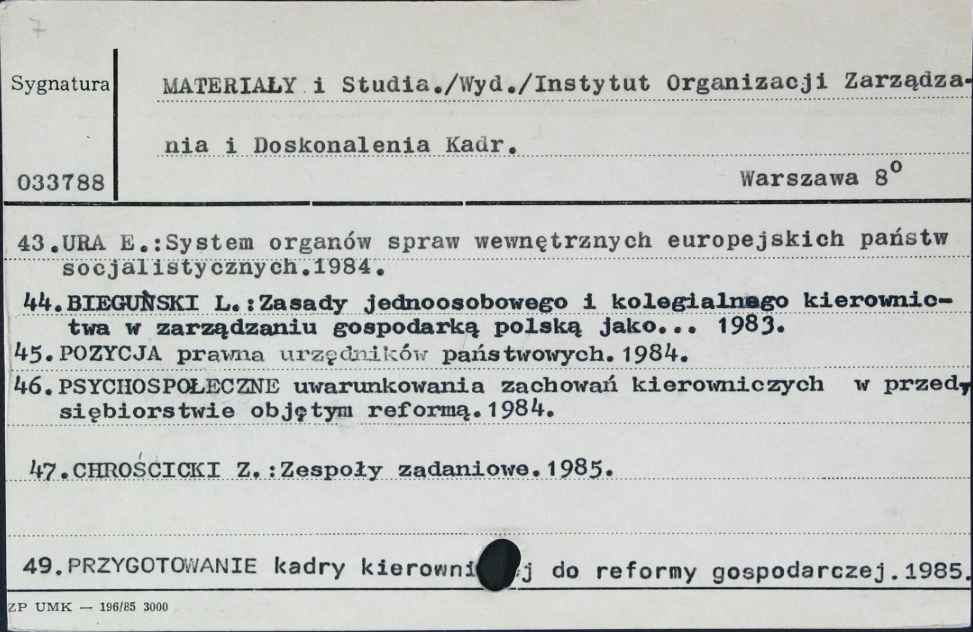 7
Sygnatura
MATERIAŁY i Studia./Wyd./Instytut Organizacji Zarządza-
nia i Doskonalenia Kadr.
033788
Warszawa 8°
43.URA E.:System organów spraw wewnętrznych europejskich państw
socjalistycznych.1984.
44.BIEGUŃSKI L.:Zasady jednoosobowego i kolegialnego kierownic-
twa w zarządzaniu gospodarką polską jako... 1983.
45.POZYCJA prawna urzędników państwowych.1984.
46.PSYCHOSPOŁECZNE uwarunkowania zachowań kierowniczych w przed,
siębiorstwie objętym reformą.1984.
47.CHROŚCICKI Z.:Zespoły zadaniowe.1985.
49.PRZYGOTOWANIE kadry do reformy gospodarczej.1985.
ZP UMK — 196/85 3000